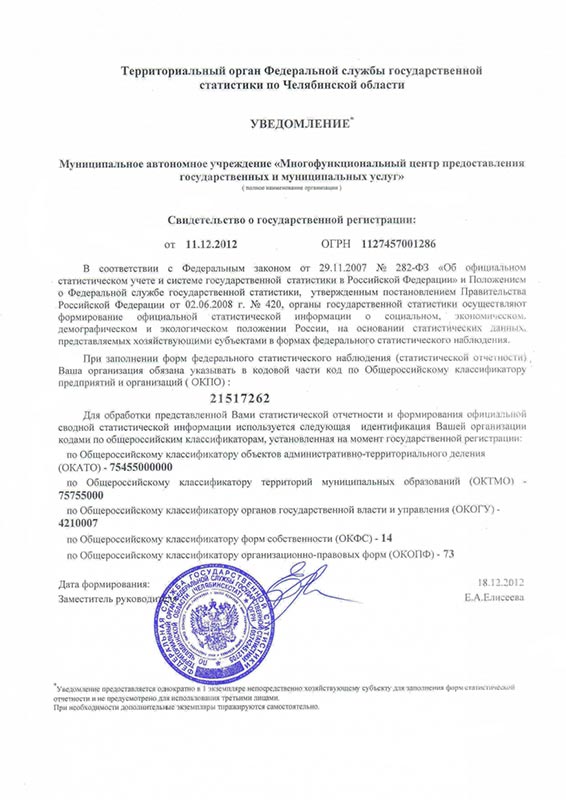 Территориальный орган Федеральной службы государственной
статистики по Челябинской области
УВЕДОМЛЕНИЕ*
Муниципальное автономное учреждение «Многофункциональный центр предоставления
государственных и муниципальных услуг»
( полное наименование организации )
Свидетельство о государственной регистрации:
от 11.12.2012 ОГРН 1127457001286
В соответствии с Федеральным законом от 29.11.2007 № 282-ФЗ «Об официальном
статистическом учете и системе государственной статистики в Российской Федерации» и Положением
о Федеральной службе государственной статистики, утвержденным постановлением Правительства
Российской Федерации от 02.06.2008 г. № 420, органы государственной статистики осуществляют
формирование официальной статистической информации о социальном, экономическом,
демографическом и экологическом положении России, на основании статистических данных,
представляемых хозяйствующими субъектами в формах федерального статистического наблюдения.
При заполнении форм федерального статистического наблюдения (статистической отчетности)
Ваша организация обязана указывать в кодовой части код по Общероссийскому классификатору
предприятий и организаций ( ОКПО) :
21517262
Для обработки представленной Вами статистической отчетности и формирования официальной
сводной статистической информации используется следующая идентификация Вашей организации
кодами по общероссийским классификаторам, установленная на момент государственной регистрации:
по Общероссийскому классификатору объектов административно-территориального деления
(ОКАТО) - 75455000000
по Общероссийскому классификатору территорий муниципальных образований (ОКТМО) -
75755000
по Общероссийскому классификатору органов государственной власти и управления (ОКОГУ) -
4210007
по Общероссийскому классификатору форм собственности (ОКФС) - 14
по Общероссийскому классификатору организационно-правовых форм (ОКОПФ) - 73
Дата формирования: 18.12.2012
Заместитель руководителя Е.А.Елисеева
ФЕДЕРАЛЬНАЯ СЛУЖБА ГОСУДАРСТВЕННОЙ СТАТИСТИКИ
*Уведомление предоставляется однократно в 1 экземпляре непосредственно хозяйствующему субъекту для заполнения форм статистической
отчетности и не предусмотрено для использования третьими лицами.
При необходимости дополнительные экземпляры тиражируются самостоятельно.